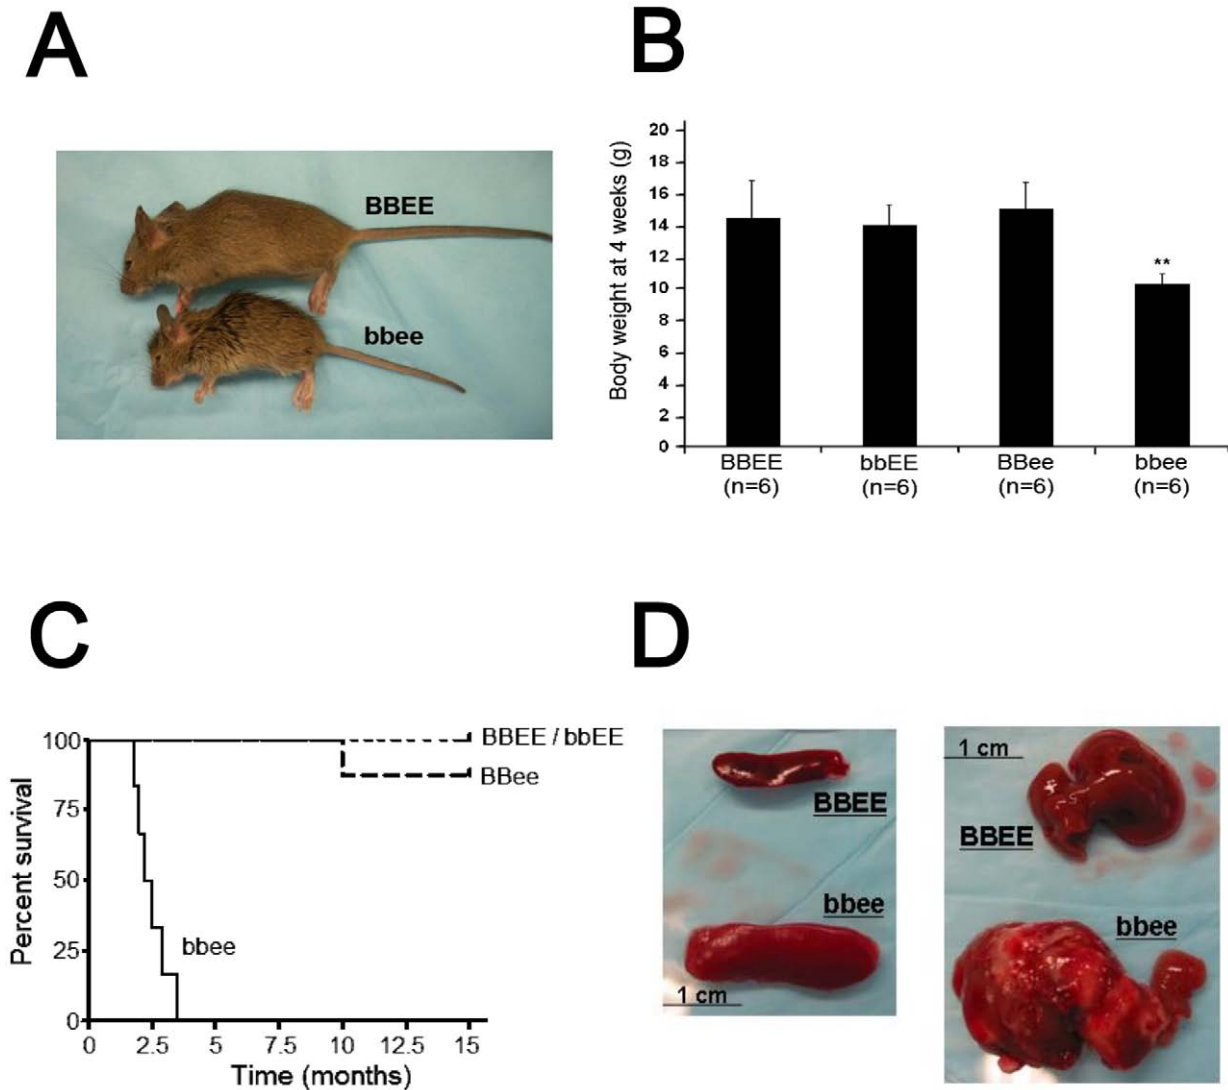 A
BBEE
bbee
B
Body weight at 4 weeks (g)
20
18
16
14
12
10
8
6
4
2
0
**
BBEE
(n=6)
bbEE
(n=6)
BBee
(n=6)
bbee
(n=6)
C
Percent survival
100
75
50
25
0
BBEE / bbEE
BBee
bbee
0 2.5 5 7.5 10 12.5 15
Time (months)
D
BBEE
bbee
1 cm
1 cm
BBEE
bbee